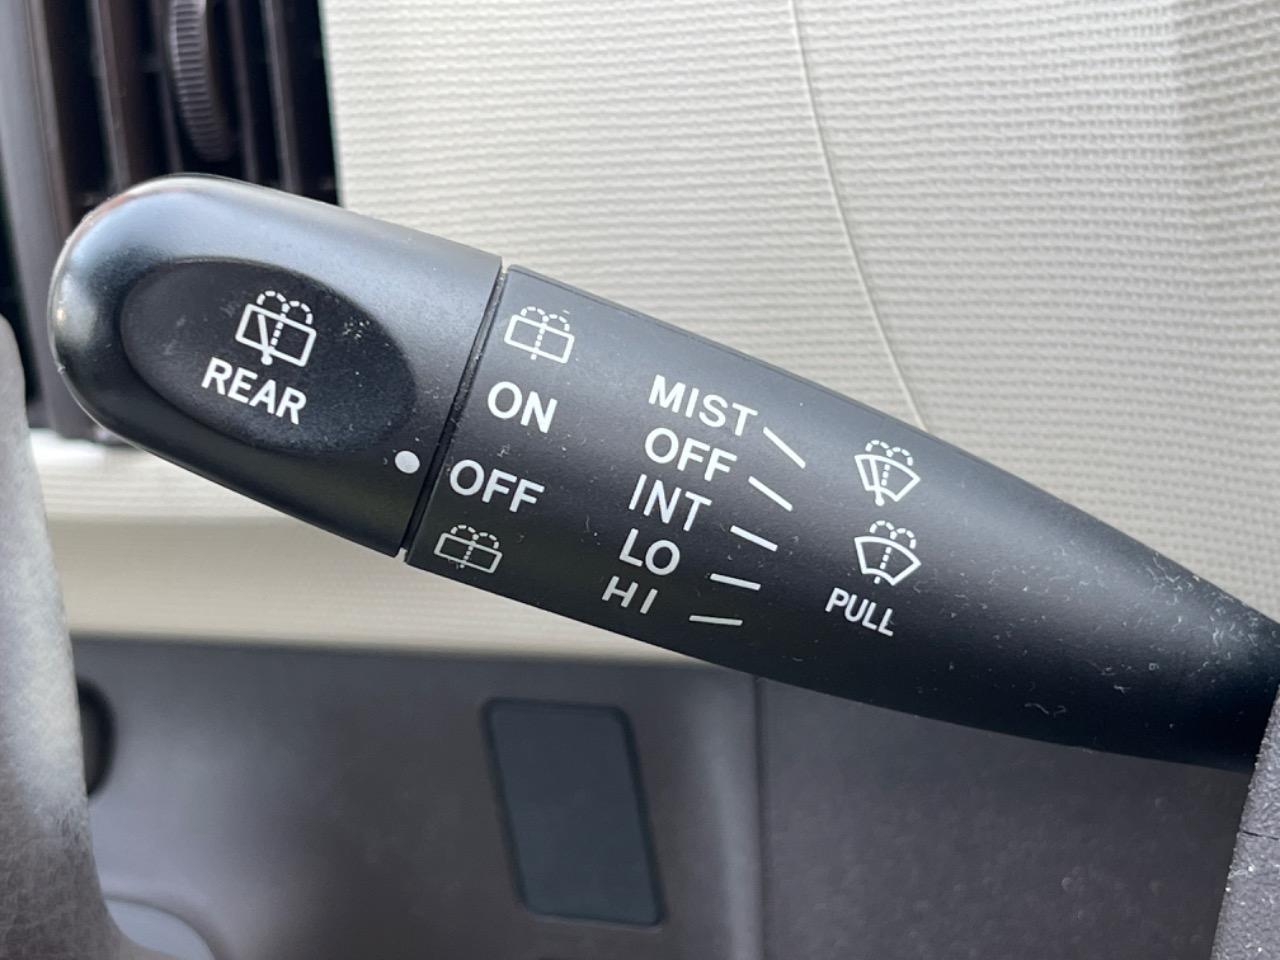 REAR
ON
OFF
MIST
OFF
INT
LO
HI
PULL